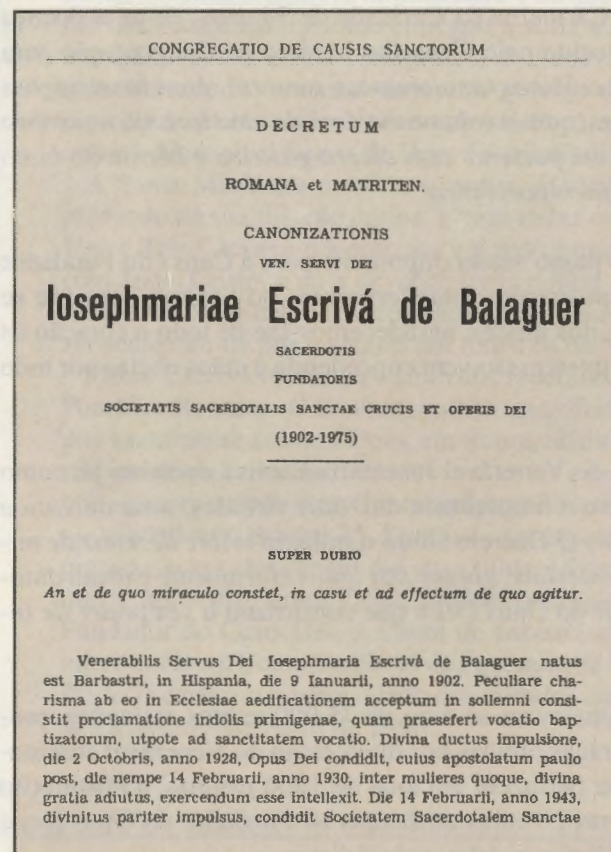 CONGREGATIO DE CAUSIS SANCTORUM
DECRETUM
ROMANA et MATRITEN.
CANONIZATIONIS
VEN. SERVI DEI
Iosephmariae Escrivá de Balaguer
SACERDOTIS
FUNDATORIS
SOCIETATIS SACERDOTALIS SANCTAE CRUCIS ET OPERIS DEI
(1902-1975)
SUPER DUBIO
An et de quo miraculo constet, in casu et ad effectum de quo agitur.
Venerabilis Servus Dei Iosephmaria Escrivá de Balaguer natus
est Barbastri, in Hispania, die 9 Ianuarii, anno 1902. Peculiare cha-
risma ab eo in Ecclesiae aedificationem acceptum in sollemni consi-
stit proclamatione indolis primigenae, quam praesefert vocatio bap-
tizatorum, utpote ad sanctitatem vocatio. Divina ductus impulsione,
die 2 Octobris, anno 1928, Opus Dei condidit, cuius apostolatum paulo
post, die nempe 14 Februarii, anno 1930, inter mulieres quoque, divina
gratia adiutus, exercendum esse intellexit. Die 14 Februarii, anno 1943,
divinitus pariter impulsus, condidit Societatem Sacerdotalem Sanctae